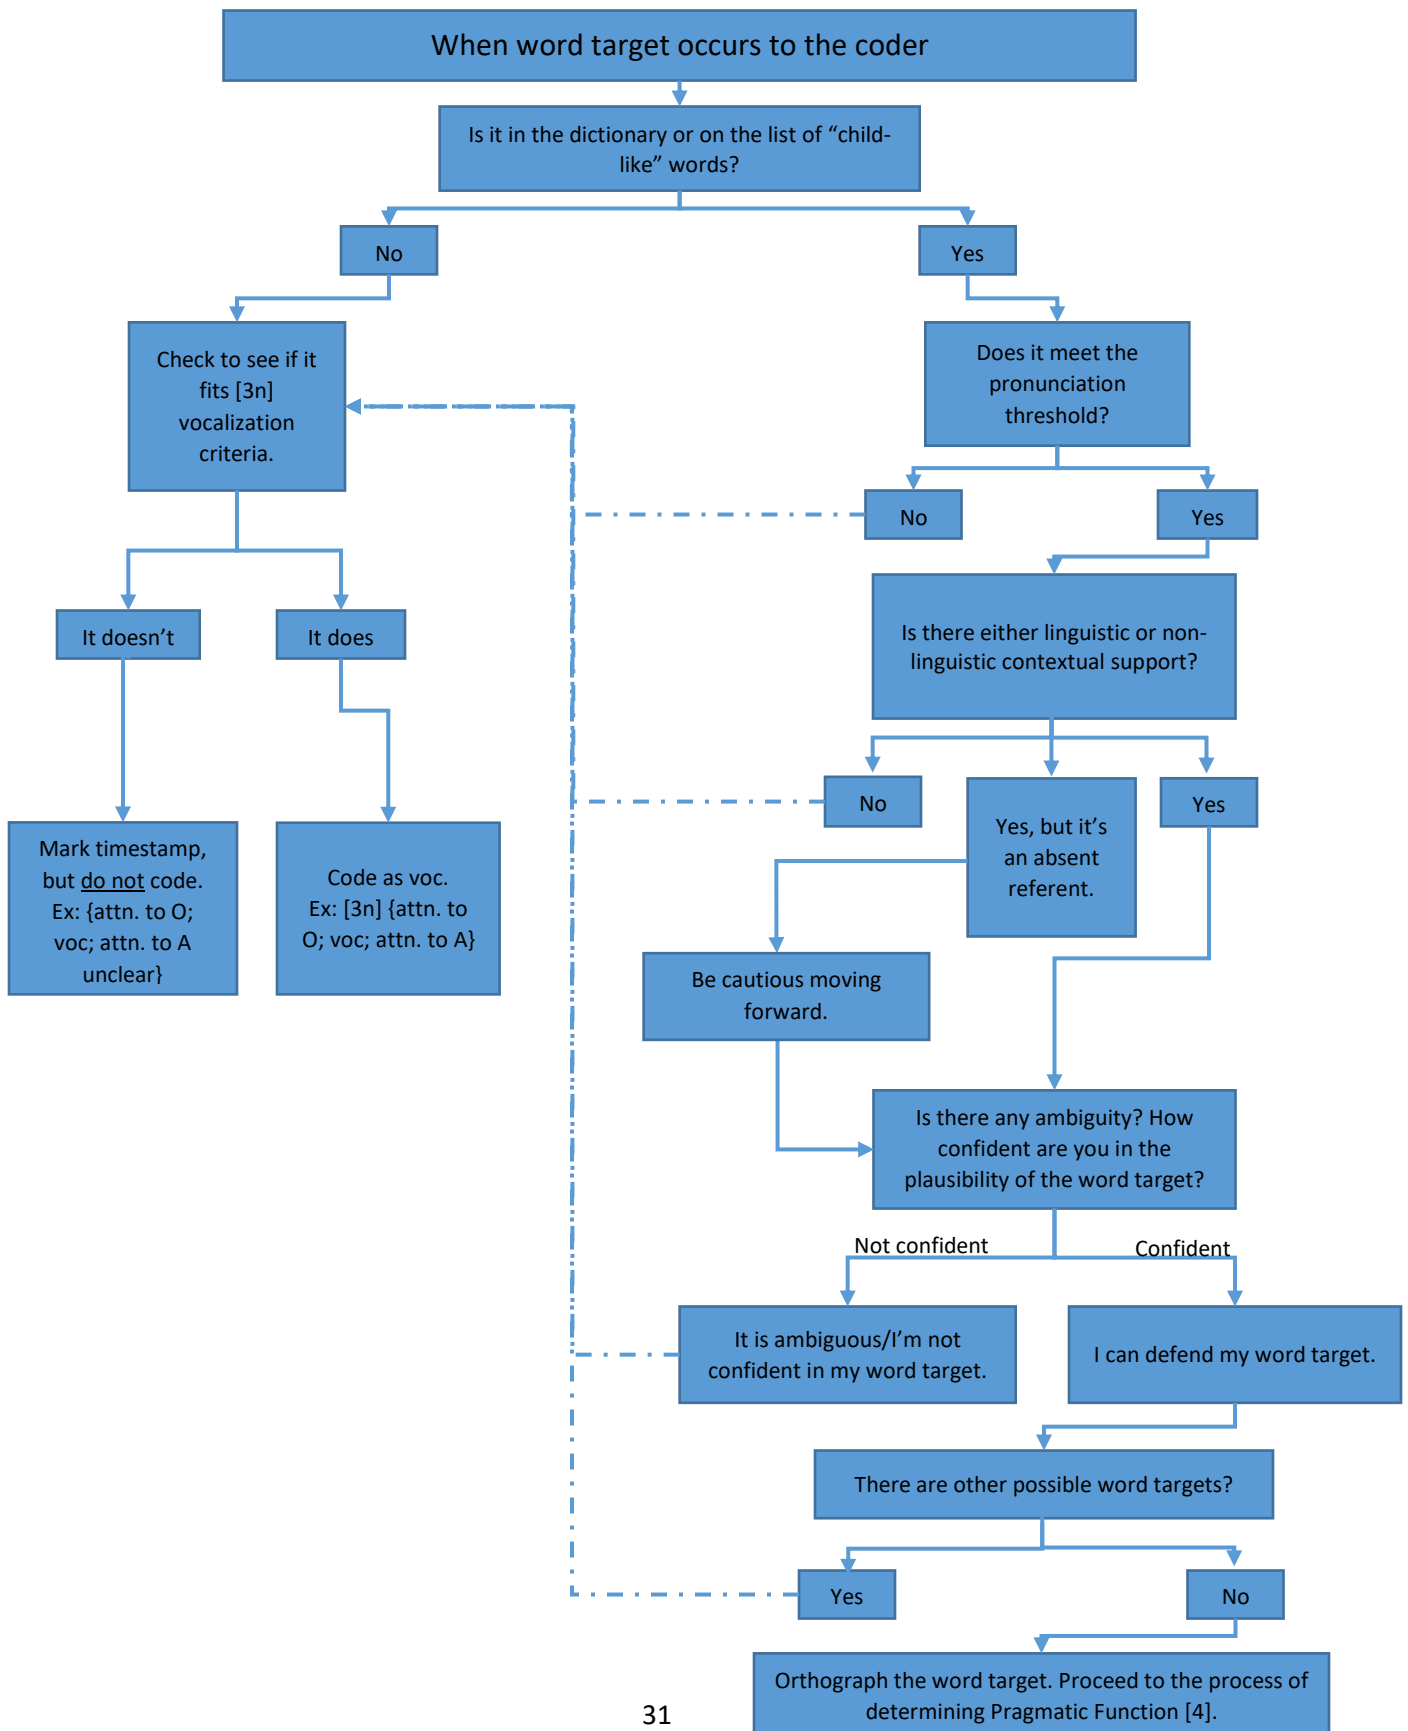 When word target occurs to the coder
Is it in the dictionary or on the list of “child-
like” words?
No
Yes
Check to see if it
fits [3n]
vocalization
criteria.
Does it meet the
pronunciation
threshold?
No
Yes
It doesn’t
It does
Is there either linguistic or non-
linguistic contextual support?
No
Yes, but it’s
an absent
referent.
Yes
Mark timestamp,
but do not code.
Ex: {attn. to O;
voc; attn. to A
unclear}
Code as voc.
Ex: [3n] {attn. to
O; voc; attn. to A}
Be cautious moving
forward.
Is there any ambiguity? How
confident are you in the
plausibility of the word target?
Not confident
Confident
It is ambiguous/I’m not
confident in my word target.
I can defend my word target.
There are other possible word targets?
Yes
No
Orthograph the word target. Proceed to the process of
determining Pragmatic Function [4].
31